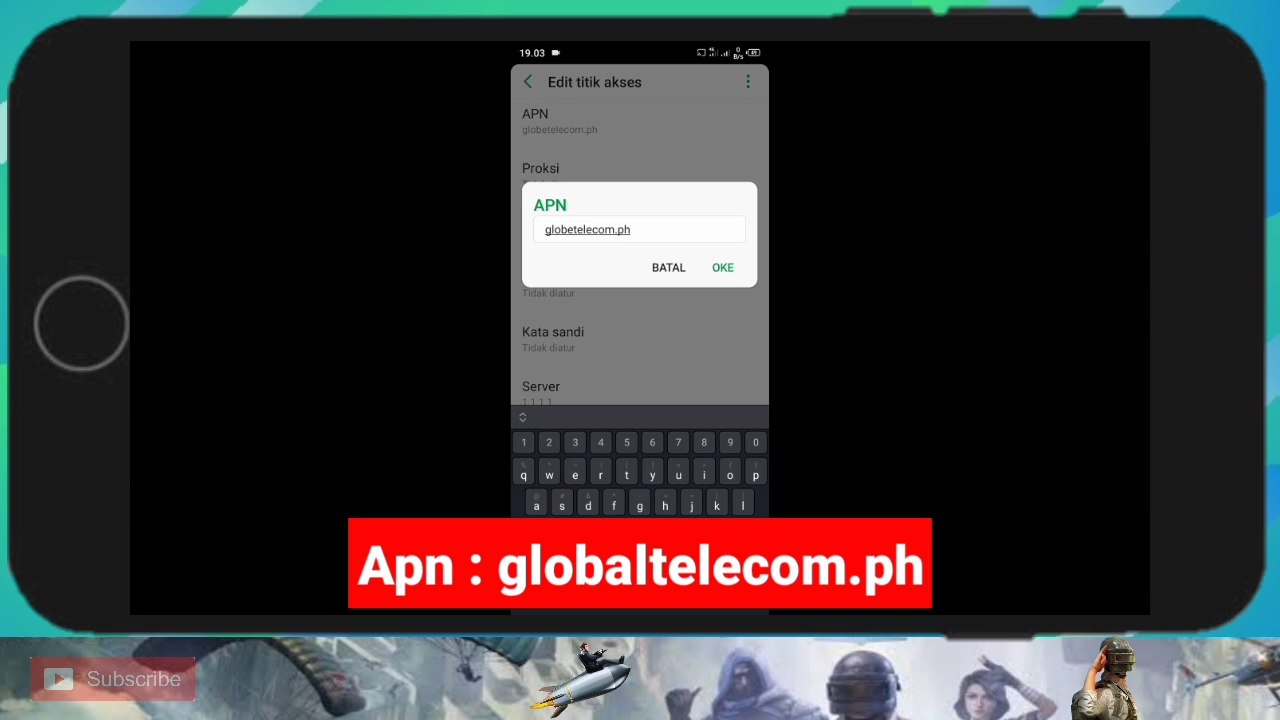 19.03
0
B/s
Edit titik akses
APN
globetelecom.ph
Proksi
APN
globetelecom.ph
BATAL OKE
Tidak diatur
Kata sandi
Tidak diatur
Server
1.1.1.1
1 2 3 4 5 6 7 8 9 0
q w e r t y u i o p
a s d f g h j k l
Apn : globaltelecom.ph
Subscribe